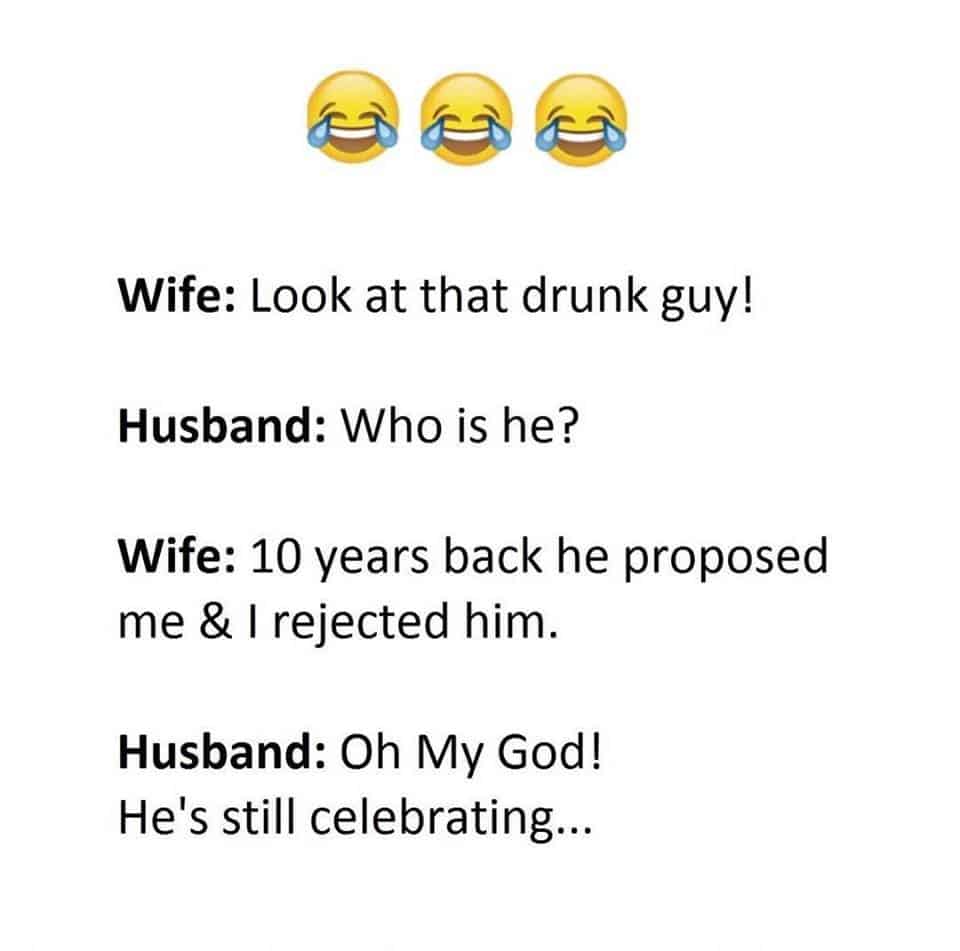 Wife: Look at that drunk guy!
Husband: Who is he?
Wife: 10 years back he proposed
me & I rejected him.
Husband: Oh My God!
He's still celebrating...